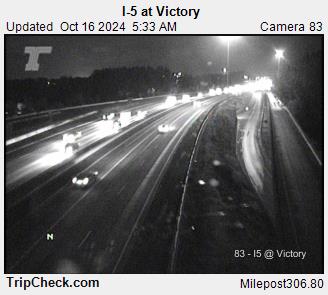 I-5 at Victory
Updated Oct 16 2024 5:33 AM Camera 83
T
N
83 - I5 @ Victory
TripCheck.com Milepost306.80